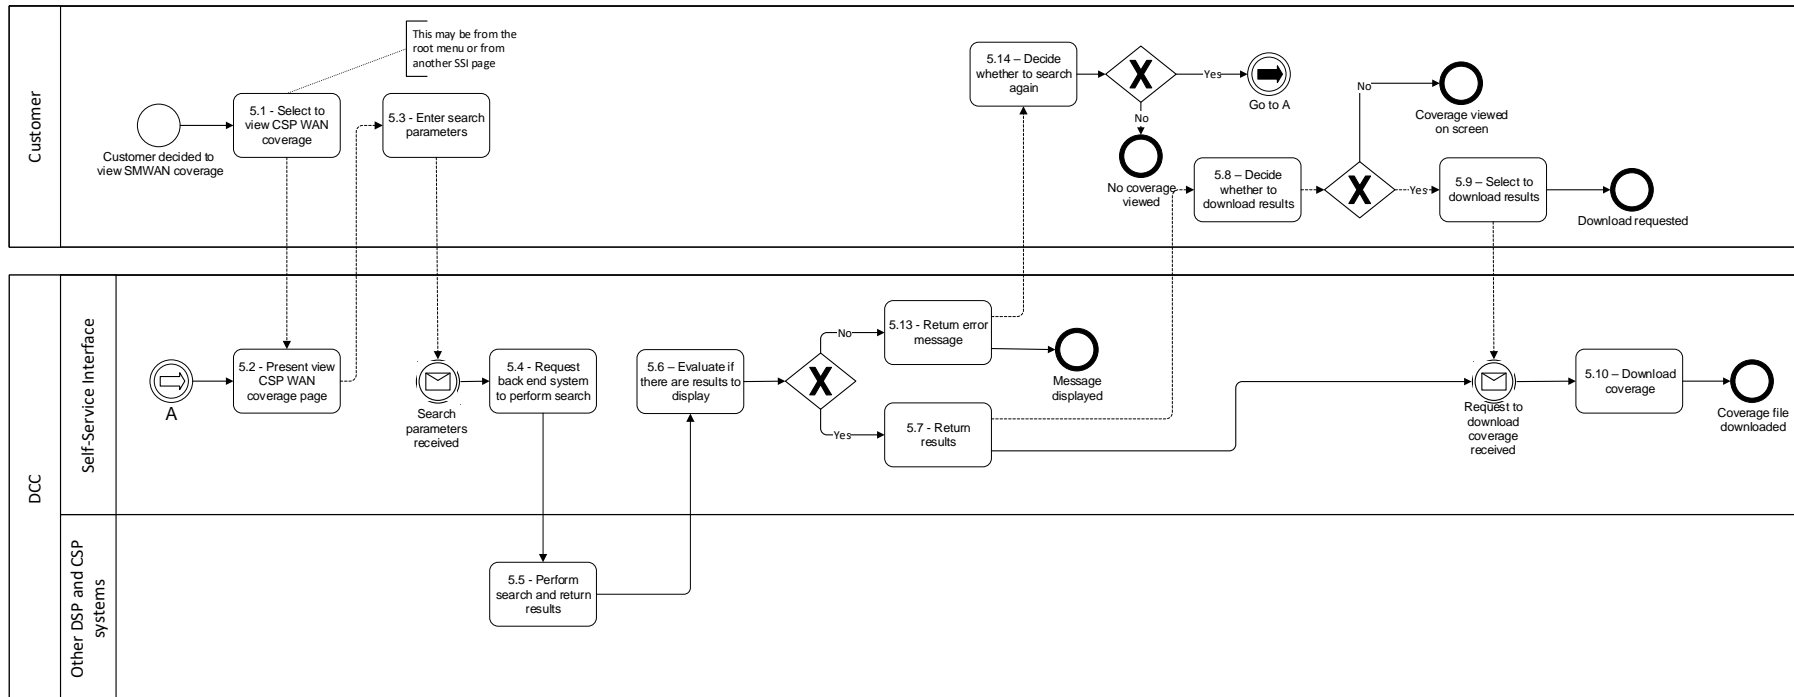 Customer
This may be from the
root menu or from
another SSI page
Customer decided to
view SMWAN coverage
5.1 - Select to
view CSP WAN
coverage
5.3 - Enter search
parameters
5.14 – Decide
whether to search
again
Yes
Go to A
No
No coverage
viewed
5.8 – Decide
whether to
download results
No
Coverage viewed
on screen
Yes
5.9 – Select to
download results
Download requested
DCC
Self-Service Interface
A
5.2 - Present view
CSP WAN
coverage page
Search
parameters
received
5.4 - Request
back end system
to perform search
5.6 – Evaluate if
there are results to
display
No
5.13 - Return error
message
Message
displayed
Yes
5.7 - Return
results
Request to
download
coverage
received
5.10 – Download
coverage
Coverage file
downloaded
Other DSP and CSP
systems
5.5 - Perform
search and return
results